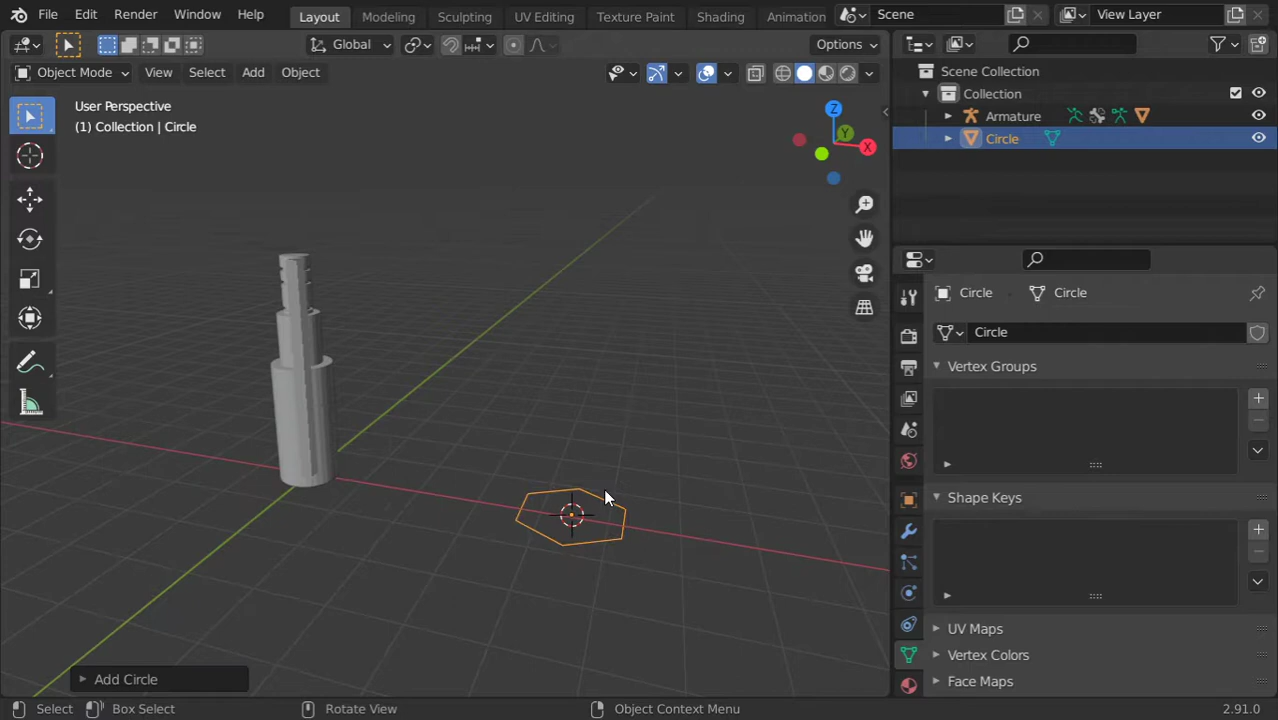 File Edit Render Window Help Layout Modeling Sculpting UV Editing Texture Paint Shading Animation Scene View Layer
Global Options
Object Mode View Select Add Object
User Perspective
(1) Collection | Circle
Z
Y
X
Scene Collection
Collection
Armature
Circle
Circle Circle
Circle
Vertex Groups
Shape Keys
UV Maps
Vertex Colors
Face Maps
Add Circle
Select Box Select Rotate View Object Context Menu 2.91.0